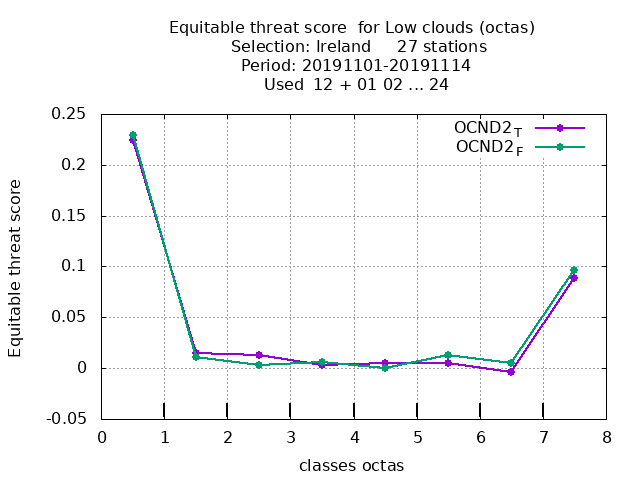 Equitable threat score  for Low clouds (octas)
Selection: Ireland     27 stations
Period: 20191101-20191114
Used  12 + 01 02 ... 24
OCND2T
OCND2F
Equitable threat score
0.25
0.2
0.15
0.1
0.05
0
-0.05
0 1 2 3 4 5 6 7 8
classes octas